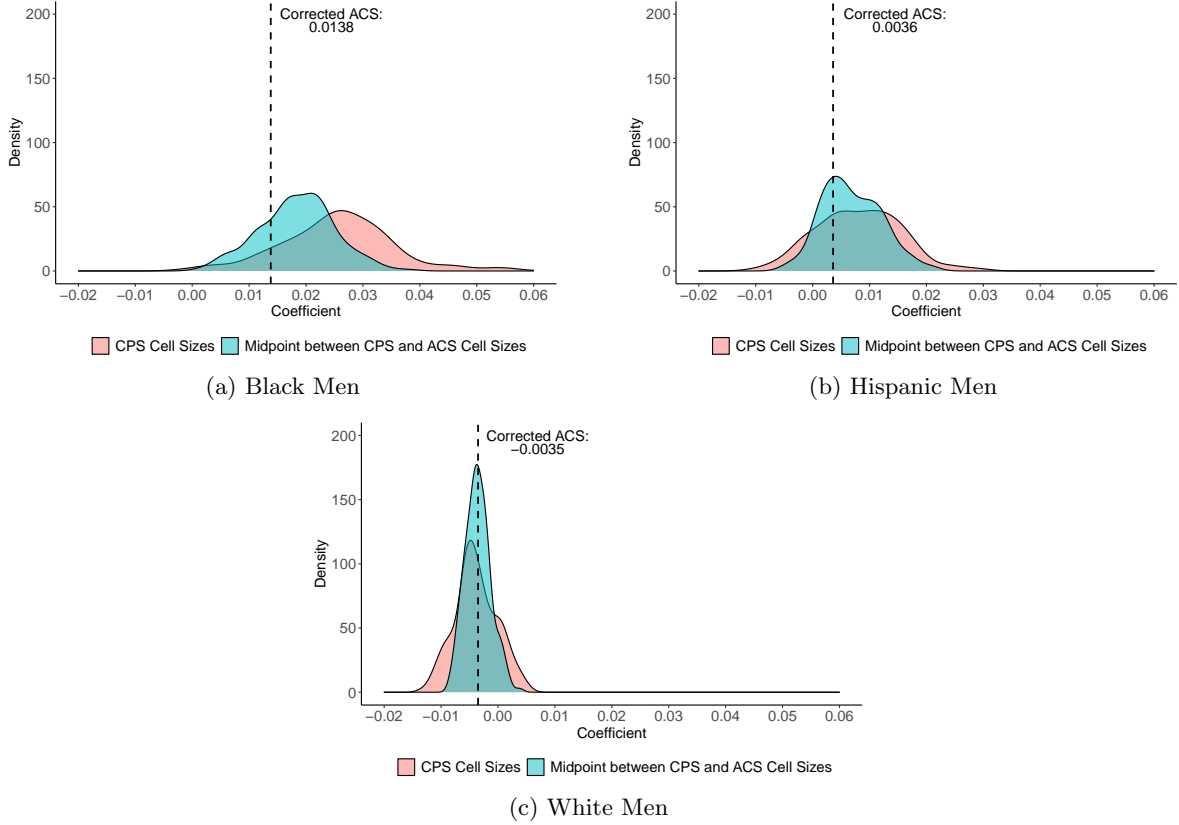 Corrected ACS:
0.0138
200
150
100
50
0
Density
−0.02 −0.01 0.00 0.01 0.02 0.03 0.04 0.05 0.06
Coefficient
CPS Cell Sizes Midpoint between CPS and ACS Cell Sizes
(a) Black Men
Corrected ACS:
0.0036
200
150
100
50
0
Density
−0.02 −0.01 0.00 0.01 0.02 0.03 0.04 0.05 0.06
Coefficient
CPS Cell Sizes Midpoint between CPS and ACS Cell Sizes
(b) Hispanic Men
Corrected ACS:
−0.0035
200
150
100
50
0
Density
−0.02 −0.01 0.00 0.01 0.02 0.03 0.04 0.05 0.06
Coefficient
CPS Cell Sizes Midpoint between CPS and ACS Cell Sizes
(c) White Men